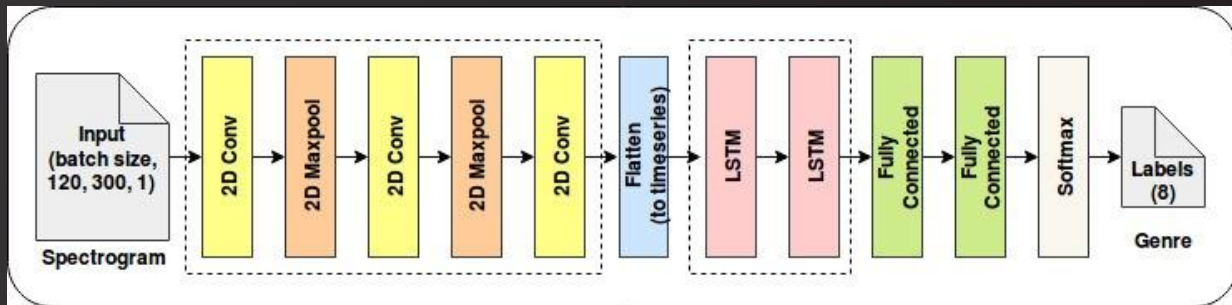 Input
(batch size,
120, 300, 1)
Spectrogram
2D Conv
2D Maxpool
2D Conv
2D Maxpool
2D Conv
Flatten
(to timeseries)
LSTM
LSTM
Fully
Connected
Fully
Connected
Softmax
Labels
(8)
Genre